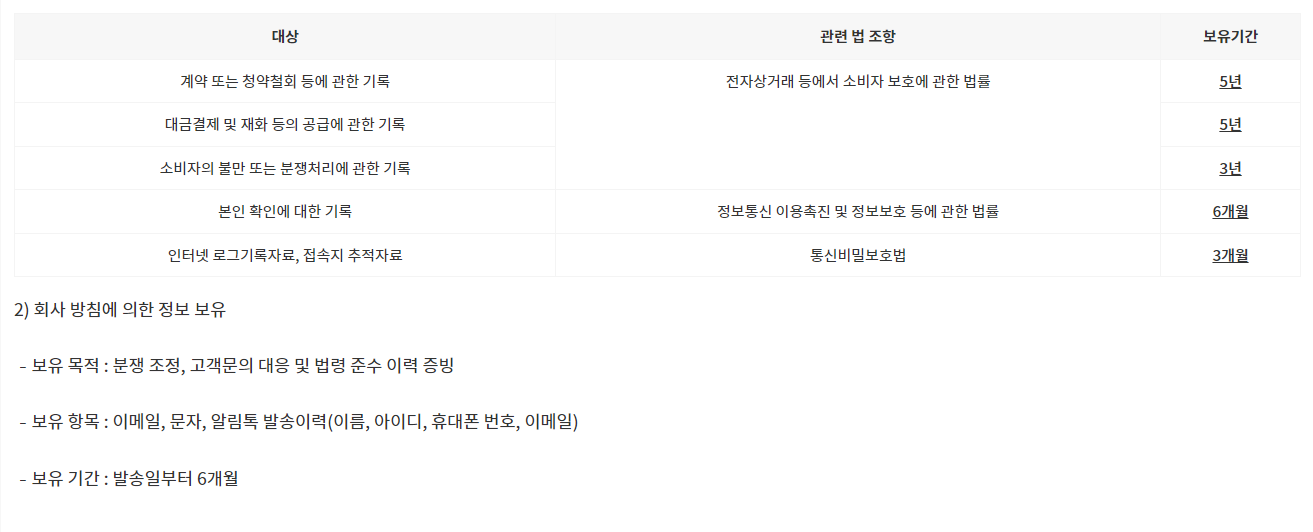 대상 관련 법 조항 보유기간
계약 또는 청약철회 등에 관한 기록 전자상거래 등에서 소비자 보호에 관한 법률 5년
대금결제 및 재화 등의 공급에 관한 기록 5년
소비자의 불만 또는 분쟁처리에 관한 기록 3년
본인 확인에 대한 기록 정보통신 이용촉진 및 정보보호 등에 관한 법률 6개월
인터넷 로그기록자료, 접속지 추적자료 통신비밀보호법 3개월
2) 회사 방침에 의한 정보 보유
- 보유 목적 : 분쟁 조정, 고객문의 대응 및 법령 준수 이력 증빙
- 보유 항목 : 이메일, 문자, 알림톡 발송이력(이름, 아이디, 휴대폰 번호, 이메일)
- 보유 기간 : 발송일부터 6개월